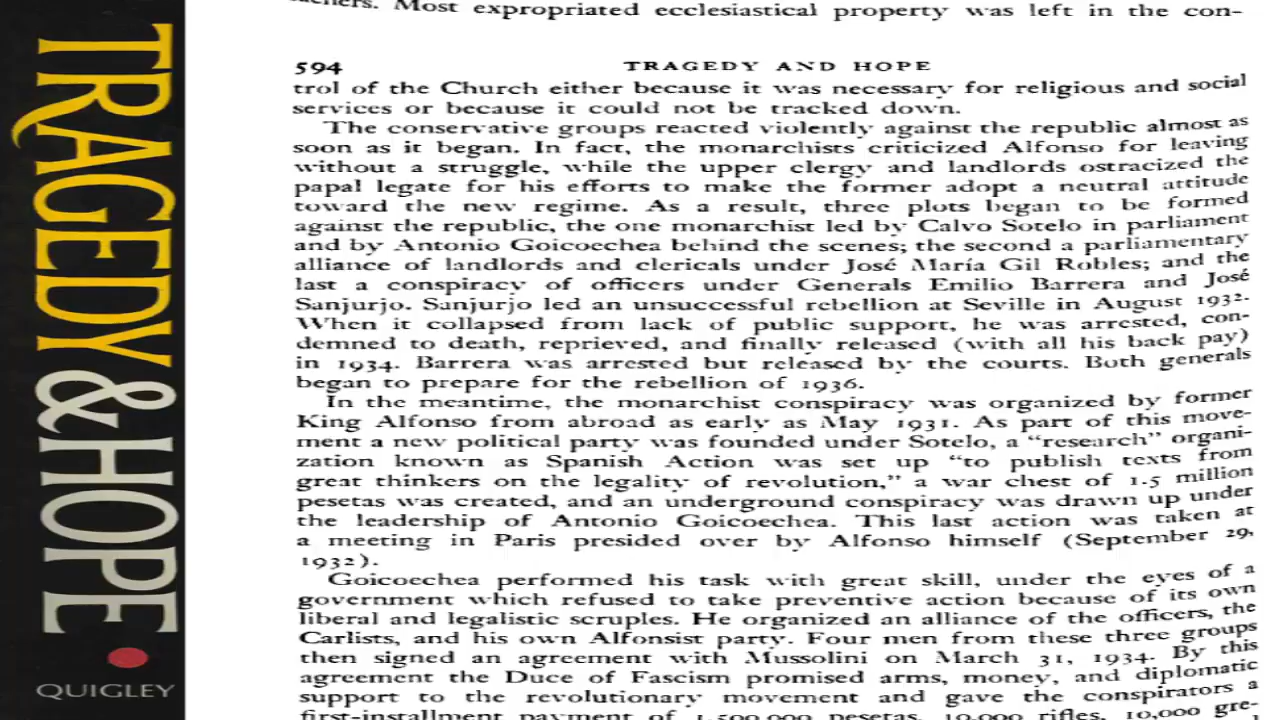 TRAGEDY & HOPE
QUIGLEY
Most expropriated ecclesiastical property was left in the con-
594 TRAGEDY AND HOPE
trol of the Church either because it was necessary for religious and social
services or because it could not be tracked down.
The conservative groups reacted violently against the republic almost as
soon as it began. In fact, the monarchists criticized Alfonso for leaving
without a struggle, while the upper clergy and landlords ostracized the
papal legate for his efforts to make the former adopt a neutral attitude
toward the new regime. As a result, three plots began to be formed
against the republic, the one monarchist led by Calvo Sotelo in parliament
and by Antonio Goicoechea behind the scenes; the second a parliamentary
alliance of landlords and clericals under José María Gil Robles; and the
last a conspiracy of officers under Generals Emilio Barrera and José
Sanjurjo. Sanjurjo led an unsuccessful rebellion at Seville in August 1932.
When it collapsed from lack of public support, he was arrested, con-
demned to death, reprieved, and finally released (with all his back pay)
in 1934. Barrera was arrested but released by the courts. Both generals
began to prepare for the rebellion of 1936.
In the meantime, the monarchist conspiracy was organized by former
King Alfonso from abroad as early as May 1931. As part of this move-
ment a new political party was founded under Sotelo, a “research” organi-
zation known as Spanish Action was set up “to publish texts from
great thinkers on the legality of revolution,” a war chest of 1.5 million
pesetas was created, and an underground conspiracy was drawn up under
the leadership of Antonio Goicoechea. This last action was taken at
a meeting in Paris presided over by Alfonso himself (September 29,
1932).
Goicoechea performed his task with great skill, under the eyes of a
government which refused to take preventive action because of its own
liberal and legalistic scruples. He organized an alliance of the officers, the
Carlists, and his own Alfonsist party. Four men from these three groups
then signed an agreement with Mussolini on March 31, 1934. By this
agreement the Duce of Fascism promised arms, money, and diplomatic
support to the revolutionary movement and gave the conspirators a
first-installment payment of 1,500,000 pesetas, 10,000 rifles, 10,000 gre-